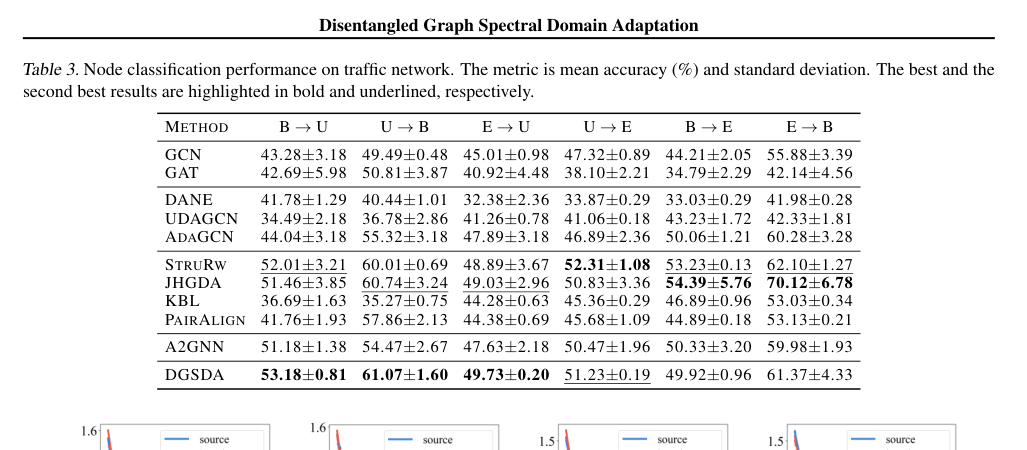 Disentangled Graph Spectral Domain Adaptation
Table 3. Node classification performance on traffic network. The metric is mean accuracy (%) and standard deviation. The best and the
second best results are highlighted in bold and underlined, respectively.
METHOD B → U U → B E → U U → E B → E E → B
GCN 43.28±3.18 49.49±0.48 45.01±0.98 47.32±0.89 44.21±2.05 55.88±3.39
GAT 42.69±5.98 50.81±3.87 40.92±4.48 38.10±2.21 34.79±2.29 42.14±4.56
DANE 41.78±1.29 40.44±1.01 32.38±2.36 33.87±0.29 33.03±0.29 41.98±0.28
UDAGCN 34.49±2.18 36.78±2.86 41.26±0.78 41.06±0.18 43.23±1.72 42.33±1.81
ADAGCN 44.04±3.18 55.32±3.18 47.89±3.18 46.89±2.36 50.06±1.21 60.28±3.28
STRURW 52.01±3.21 60.01±0.69 48.89±3.67 52.31±1.08 53.23±0.13 62.10±1.27
JHGDA 51.46±3.85 60.74±3.24 49.03±2.96 50.83±3.36 54.39±5.76 70.12±6.78
KBL 36.69±1.63 35.27±0.75 44.28±0.63 45.36±0.29 46.89±0.96 53.03±0.34
PAIRALIGN 41.76±1.93 57.86±2.13 44.38±0.69 45.68±1.09 44.89±0.18 53.13±0.21
A2GNN 51.18±1.38 54.47±2.67 47.63±2.18 50.47±1.96 50.33±3.20 59.98±1.93
DGSDA 53.18±0.81 61.07±1.60 49.73±0.20 51.23±0.19 49.92±0.96 61.37±4.33
1.6 source 1.6 source 1.5 source 1.5 source